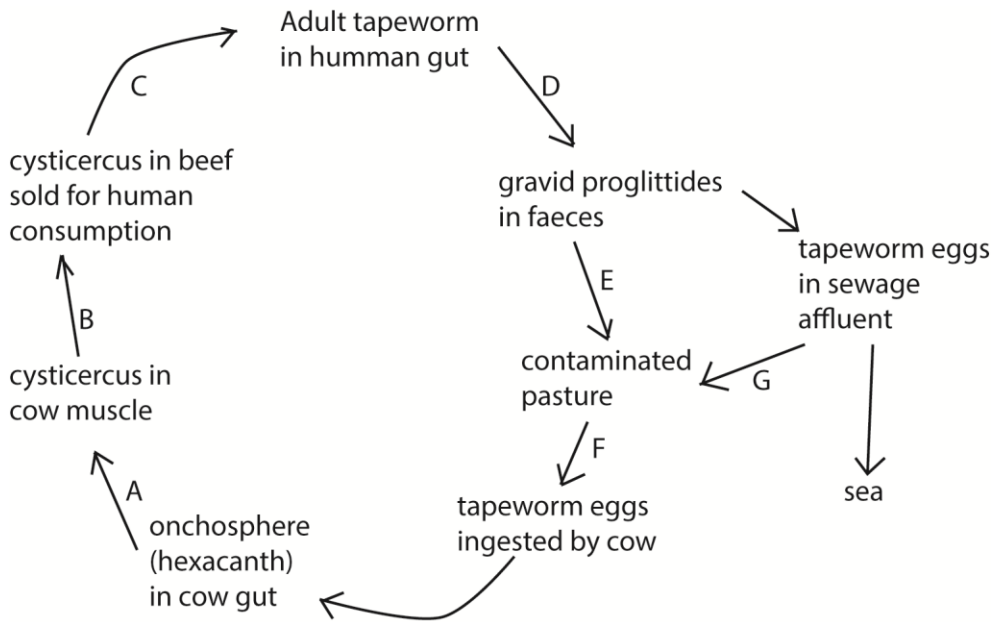 Adult tapeworm
in humman gut
C
D
cysticercus in beef
sold for human
consumption
gravid proglittides
in faeces
tapeworm eggs
in sewage
affluent
E
B
contaminated
pasture
G
cysticercus in
cow muscle
F
A
sea
tapeworm eggs
ingested by cow
onchosphere
(hexacanth)
in cow gut